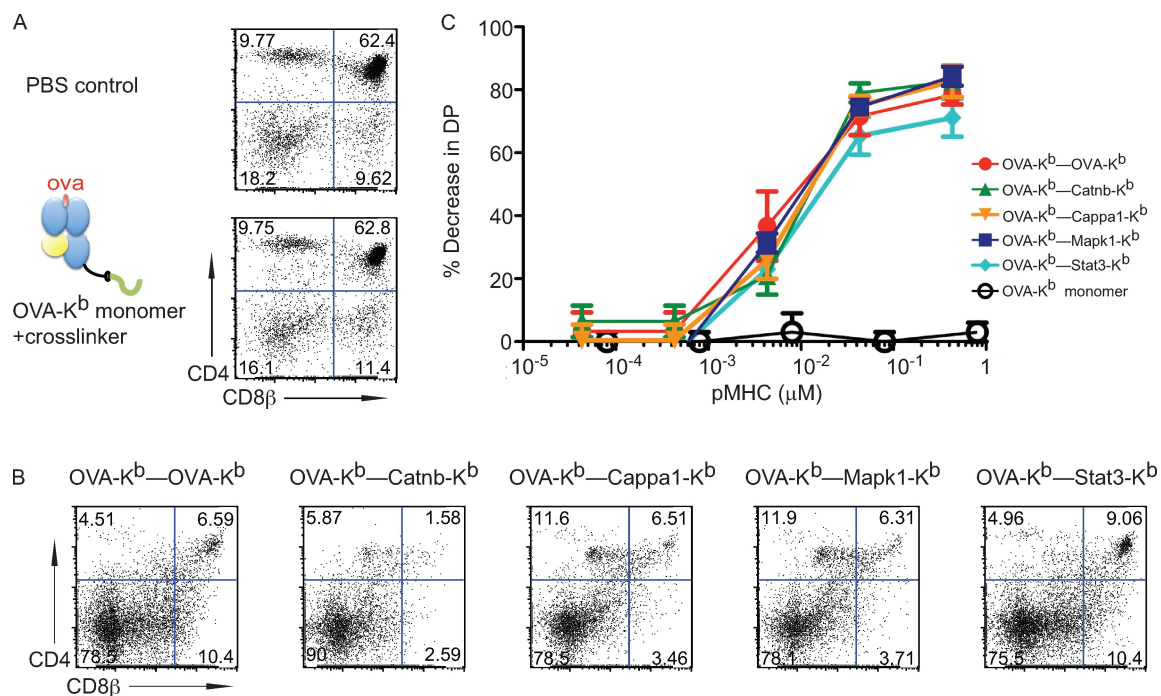 A
PBS control
9.77 62.4
18.2 9.62
ova
OVA-Kᵇ monomer
+crosslinker
9.75 62.8
16.1 11.4
CD4
CD8β
C
% Decrease in DP
100
80
60
40
20
0
10⁻⁵ 10⁻⁴ 10⁻³ 10⁻² 10⁻¹ 1
pMHC (μM)
OVA-Kᵇ—OVA-Kᵇ
OVA-Kᵇ—Catnb-Kᵇ
OVA-Kᵇ—Cappa1-Kᵇ
OVA-Kᵇ—Mapk1-Kᵇ
OVA-Kᵇ—Stat3-Kᵇ
OVA-Kᵇ monomer
B
OVA-Kᵇ—OVA-Kᵇ OVA-Kᵇ—Catnb-Kᵇ OVA-Kᵇ—Cappa1-Kᵇ OVA-Kᵇ—Mapk1-Kᵇ OVA-Kᵇ—Stat3-Kᵇ
4.51 6.59 5.87 1.58 11.6 6.51 11.9 6.31 4.96 9.06
78.5 10.4 90 2.59 78.5 3.46 3.71 75.5 10.4
CD4
CD8β